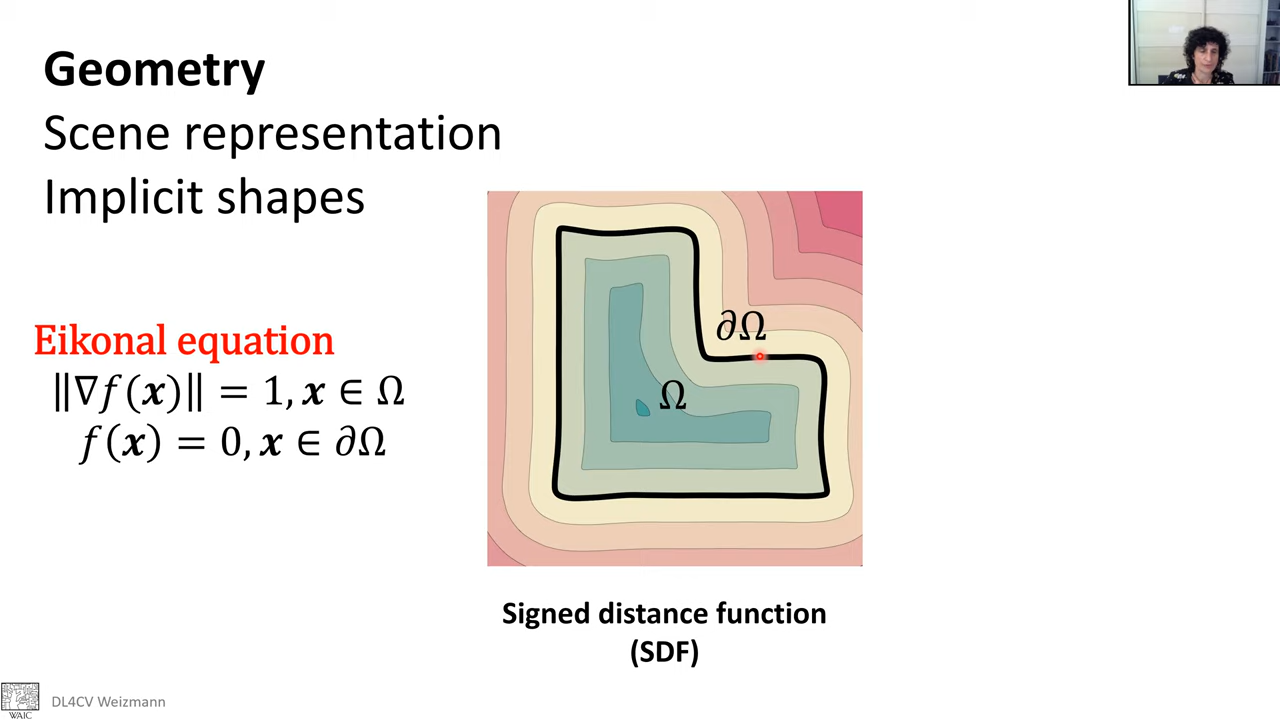 Geometry
Scene representation
Implicit shapes
Eikonal equation
‖∇f(x)‖ = 1, x ∈ Ω
f(x) = 0, x ∈ ∂Ω
∂Ω
Ω
Signed distance function
(SDF)
WAIC
DL4CV Weizmann